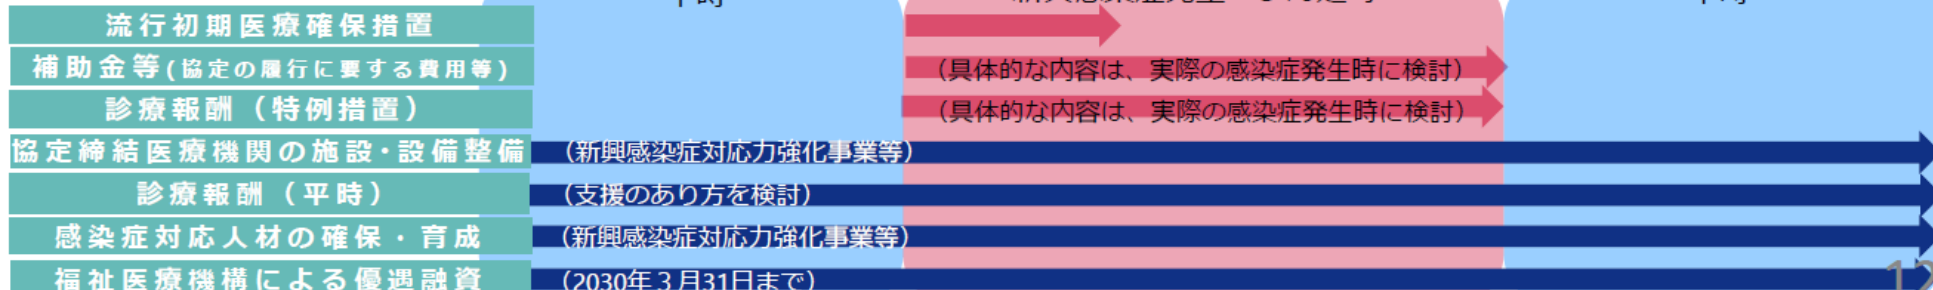 流行初期医療確保措置
補助金等(協定の履行に要する費用等) （具体的な内容は、実際の感染症発生時に検討）
診療報酬（特例措置） （具体的な内容は、実際の感染症発生時に検討）
協定締結医療機関の施設・設備整備 （新興感染症対応力強化事業等）
診療報酬（平時） （支援のあり方を検討）
感染症対応人材の確保・育成 （新興感染症対応力強化事業等）
福祉医療機構による優遇融資 （2030年３月31日まで）
12